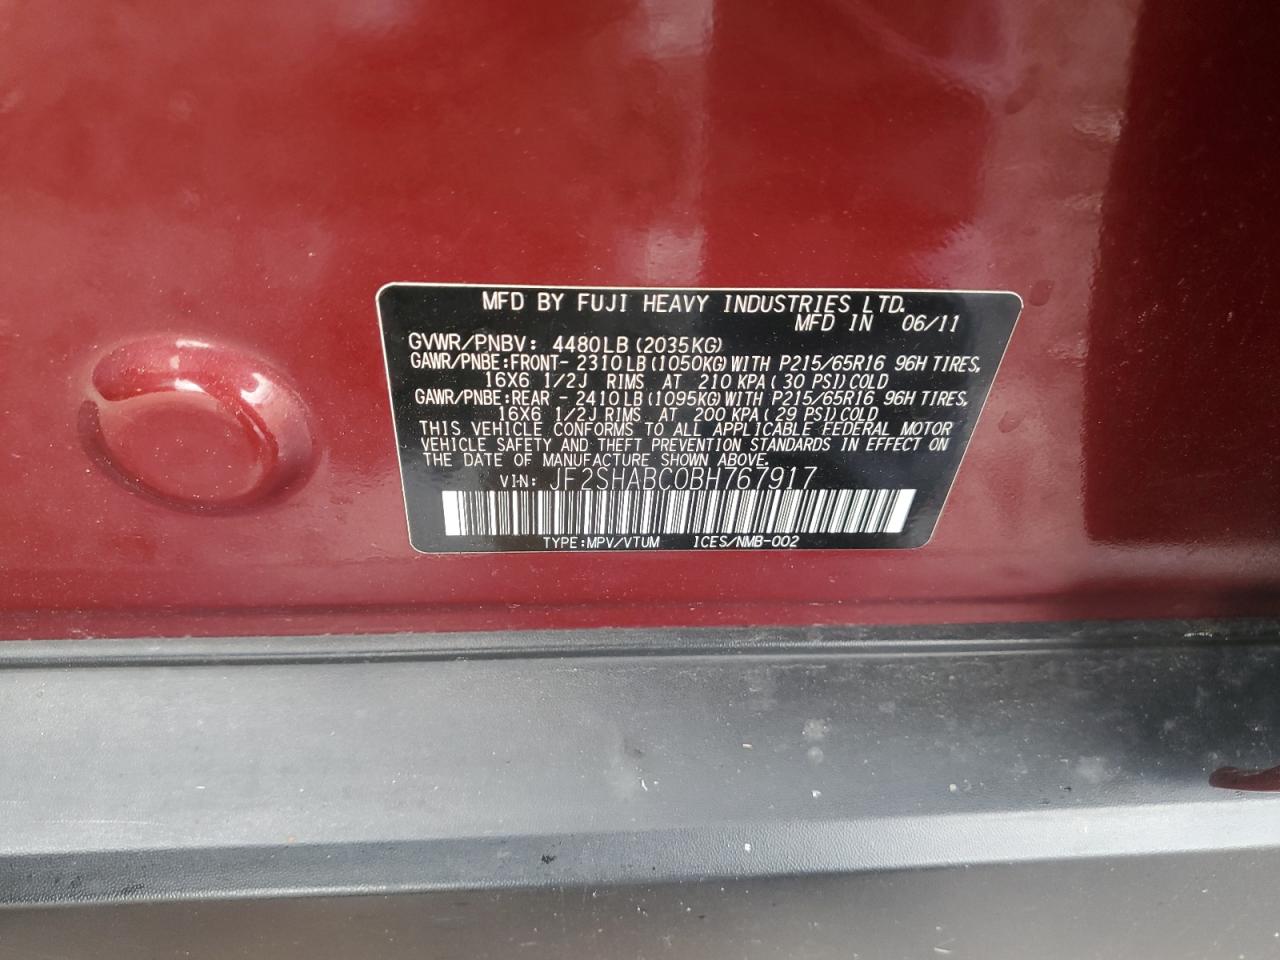 MFD BY FUJI HEAVY INDUSTRIES LTD.
MFD IN 06/11
GVWR/PNBV: 4480LB(2035KG)
GAWR/PNBE:FRONT- 2310LB(1050KG)WITH P215/65R16 96H TIRES,
16X6 1/2J RIMS AT 210 KPA( 30 PSI)COLD
GAWR/PNBE:REAR - 2410LB(1095KG)WITH P215/65R16 96H TIRES,
16X6 1/2J RIMS AT 200 KPA( 29 PSI)COLD
THIS VEHICLE CONFORMS TO ALL APPLICABLE FEDERAL MOTOR
VEHICLE SAFETY AND THEFT PREVENTION STANDARDS IN EFFECT ON
THE DATE OF MANUFACTURE SHOWN ABOVE.
VIN: JF2SHABC0BH767917
TYPE:MPV/VTUM ICES/NMB-002